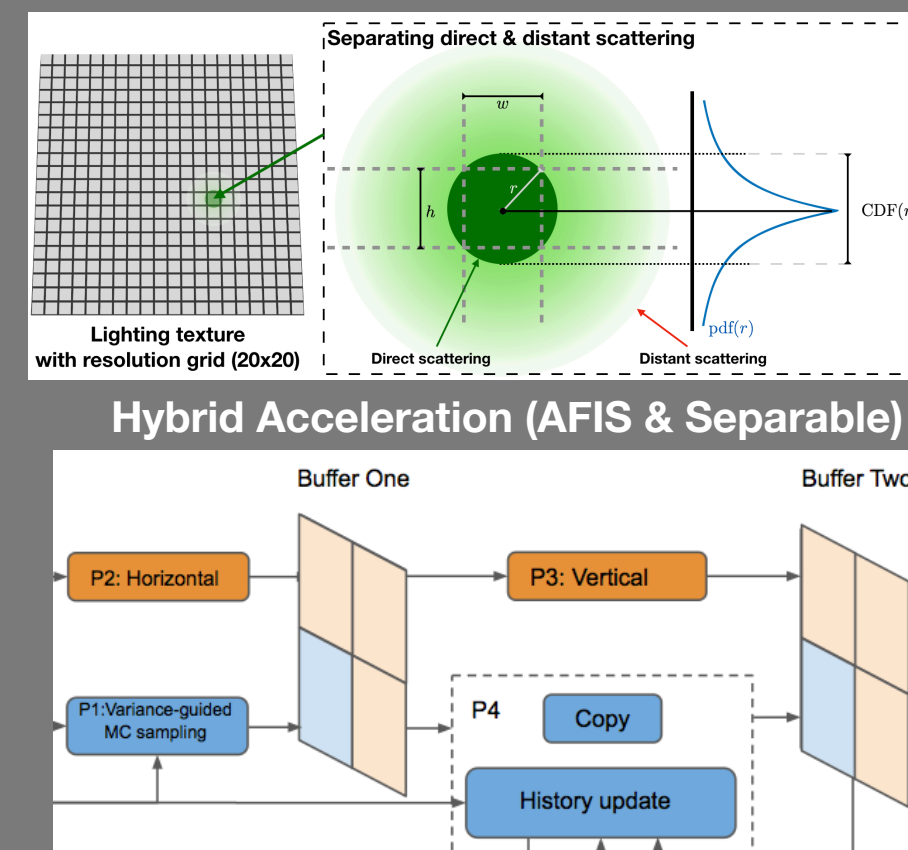 Separating direct & distant scattering
w
r
h
CDF(r
pdf(r)
Lighting texture
with resolution grid (20x20)
Direct scattering
Distant scattering
Hybrid Acceleration (AFIS & Separable)
Buffer One
Buffer Two
P2: Horizontal
P3: Vertical
P1:Variance-guided
MC sampling
P4
Copy
History update